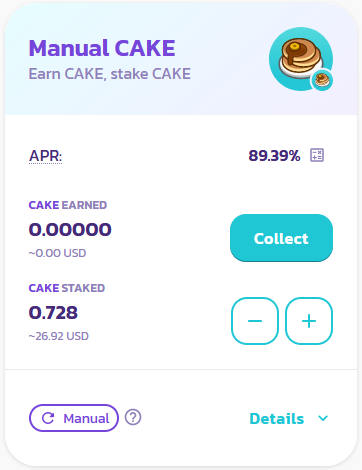 Manual CAKE
Earn CAKE, stake CAKE
APR: 89.39%
CAKE EARNED
0.00000
~0.00 USD
Collect
CAKE STAKED
0.728
~26.92 USD
Manual
Details